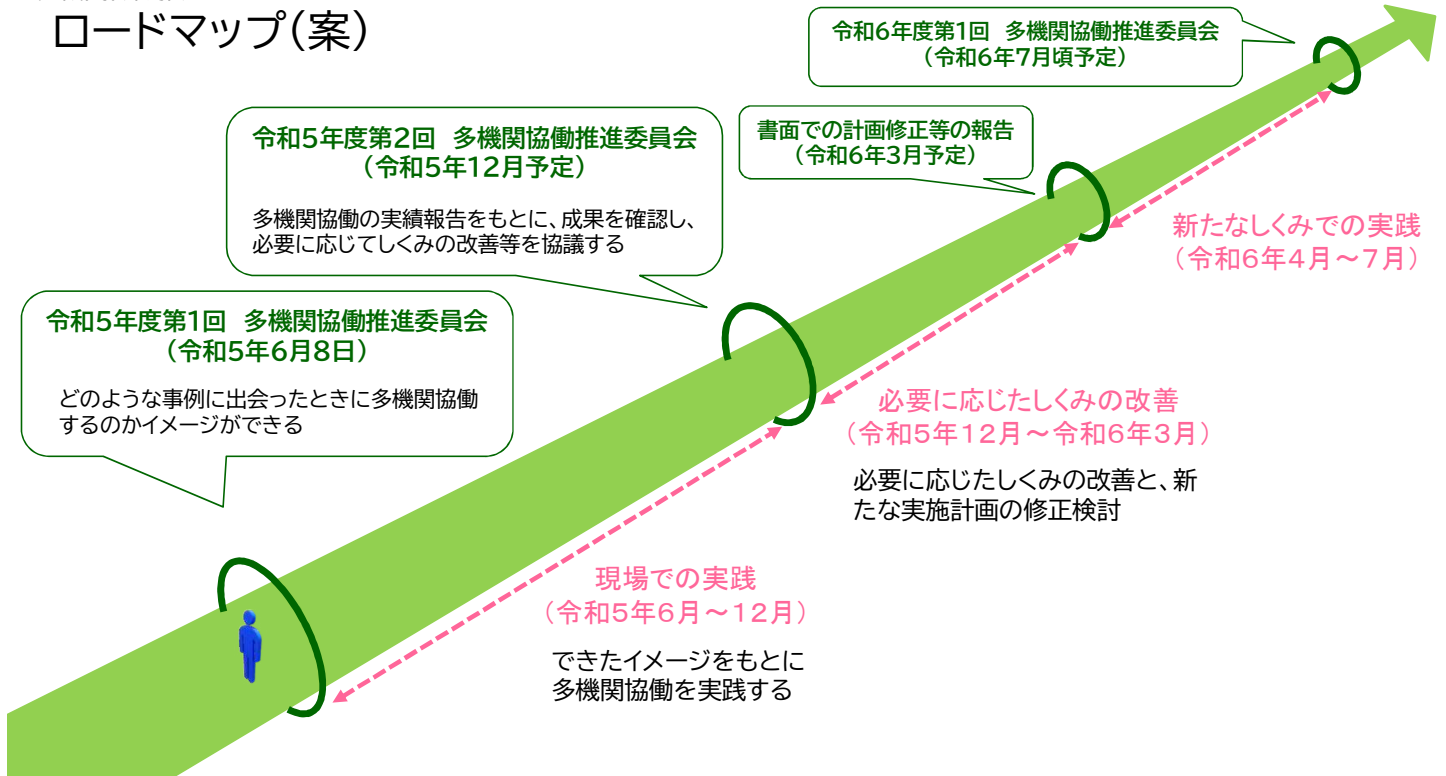 ロードマップ（案）
令和6年度第1回　多機関協働推進委員会
（令和6年7月頃予定）
令和5年度第2回　多機関協働推進委員会
（令和5年12月予定）
多機関協働の実績報告をもとに、成果を確認し、
必要に応じてしくみの改善等を協議する
書面での計画修正等の報告
（令和6年3月予定）
新たなしくみでの実践
（令和6年4月～7月）
令和5年度第1回　多機関協働推進委員会
（令和5年6月8日）
どのような事例に出会ったときに多機関協働
するのかイメージができる
必要に応じたしくみの改善
（令和5年12月～令和6年3月）
必要に応じたしくみの改善と、新
たな実施計画の修正検討
現場での実践
（令和5年6月～12月）
できたイメージをもとに
多機関協働を実践する